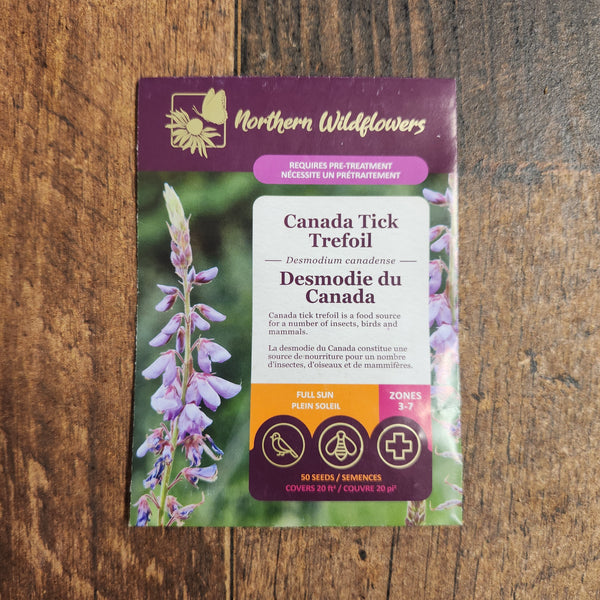 Northern Wildflowers
REQUIRES PRE-TREATMENT
NÉCESSITE UN PRÉTRAITEMENT
Canada Tick
Trefoil
Desmodium canadense
Desmodie du
Canada
Canada tick trefoil is a food source
for a number of insects, birds and
mammals.
La desmodie du Canada constitue une
source de nourriture pour un nombre
d'insectes, d'oiseaux et de mammifères.
FULL SUN
PLEIN SOLEIL
ZONES
3-7
50 SEEDS / SEMENCES
COVERS 20 ft² / COUVRE 20 pi²